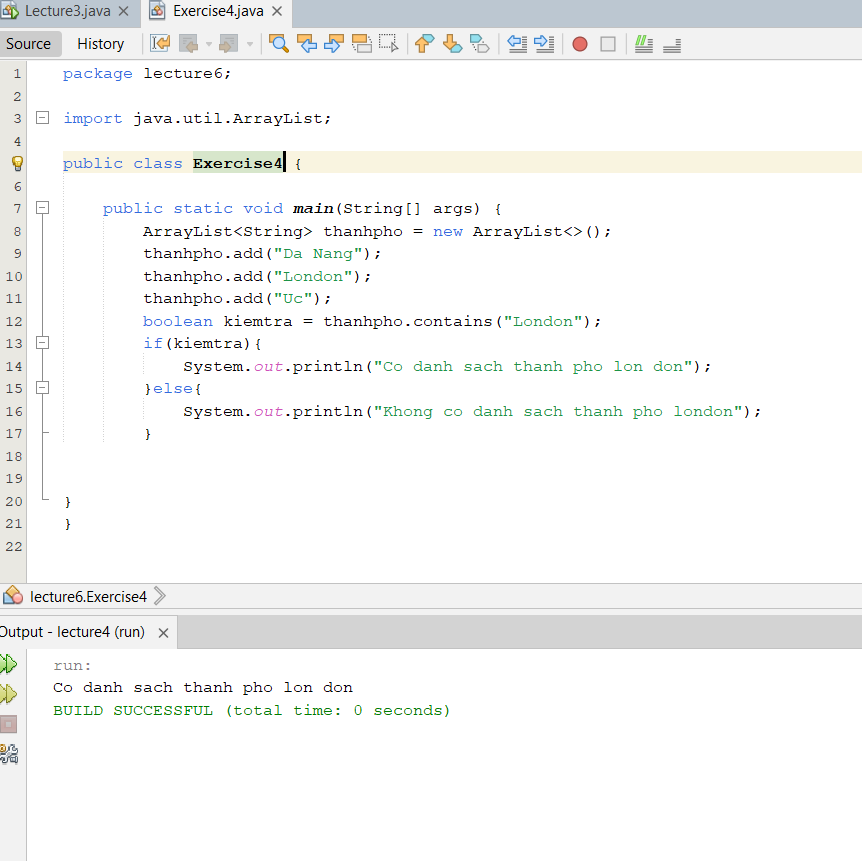 Lecture3.java Exercise4.java
Source History
1 package lecture6;
2
3 import java.util.ArrayList;
4
public class Exercise4 {
6
7 public static void main(String[] args) {
8 ArrayList<String> thanhpho = new ArrayList<>();
9 thanhpho.add("Da Nang");
10 thanhpho.add("London");
11 thanhpho.add("Uc");
12 boolean kiemtra = thanhpho.contains("London");
13 if(kiemtra){
14 System.out.println("Co danh sach thanh pho lon don");
15 }else{
16 System.out.println("Khong co danh sach thanh pho london");
17 }
18
19
20 }
21 }
22
lecture6.Exercise4
Output - lecture4 (run)
run:
Co danh sach thanh pho lon don
BUILD SUCCESSFUL (total time: 0 seconds)